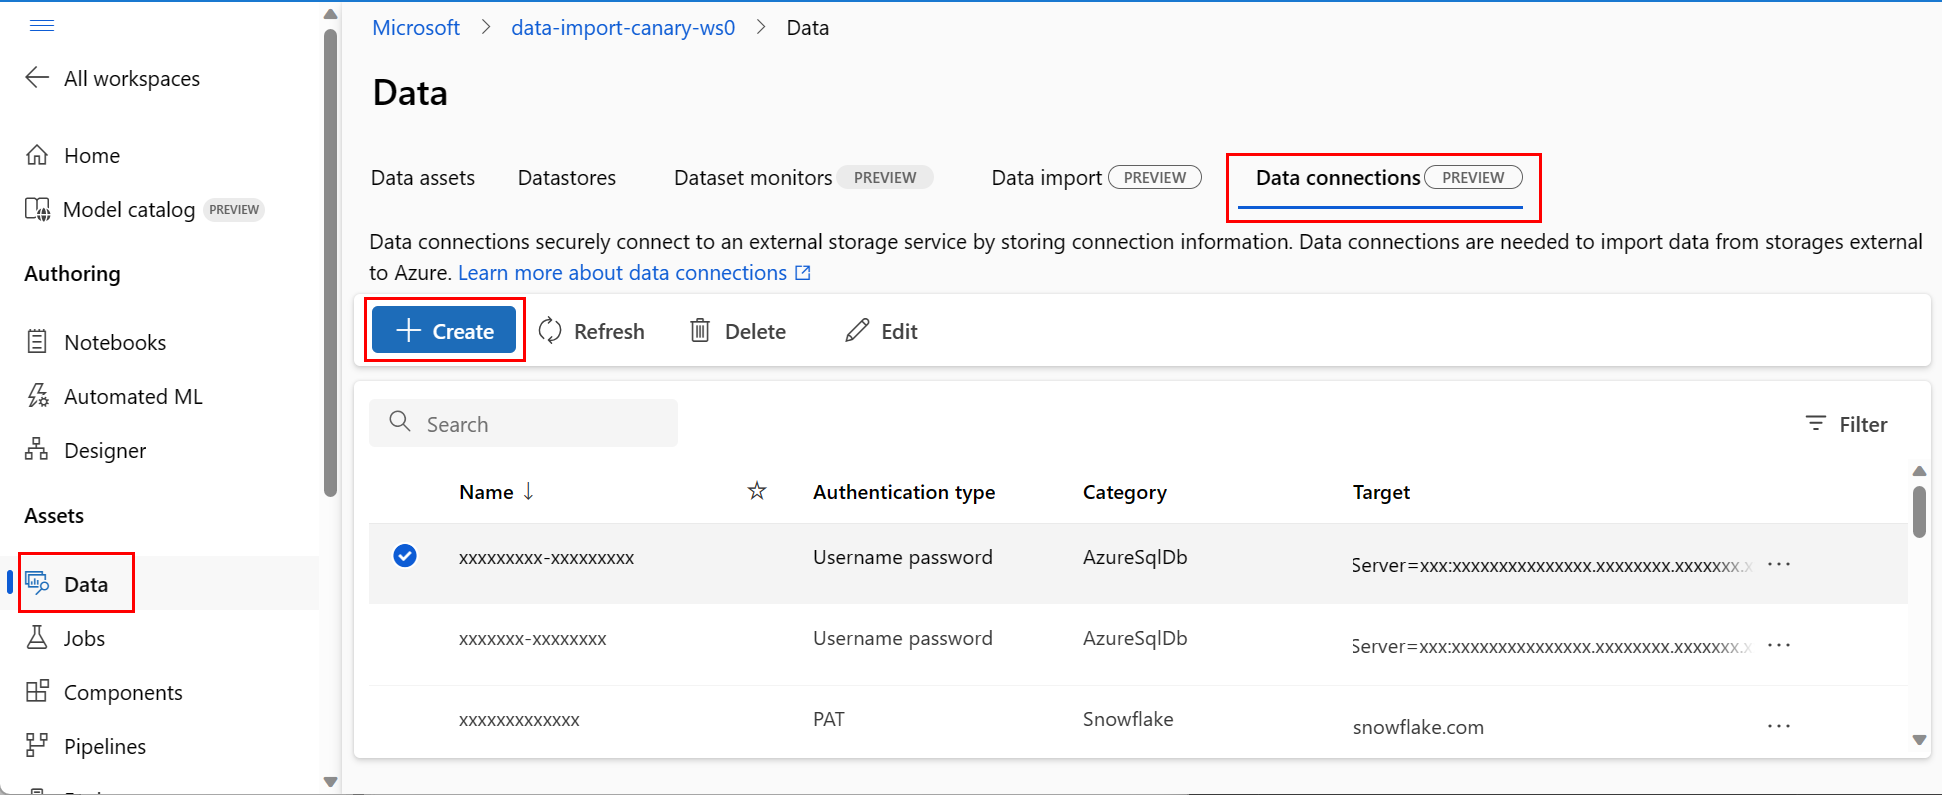 All workspaces
Home
Model catalog PREVIEW
Authoring
Notebooks
Automated ML
Designer
Assets
Data
Jobs
Components
Pipelines
Microsoft > data-import-canary-ws0 > Data
Data
Data assets Datastores Dataset monitors PREVIEW Data import PREVIEW Data connections PREVIEW
Data connections securely connect to an external storage service by storing connection information. Data connections are needed to import data from storages external
to Azure. Learn more about data connections
Create Refresh Delete Edit
Search Filter
Name Authentication type Category Target
xxxxxxxxx-xxxxxxxxx Username password AzureSqlDb Server=xxx:xxxxxxxxxxxxxxx.xxxxxxxx.xxxxxxx.x ...
xxxxxxx-xxxxxxxx Username password AzureSqlDb Server=xxx:xxxxxxxxxxxxxxx.xxxxxxxx.xxxxxxx.x ...
xxxxxxxxxxxxx PAT Snowflake snowflake.com ...